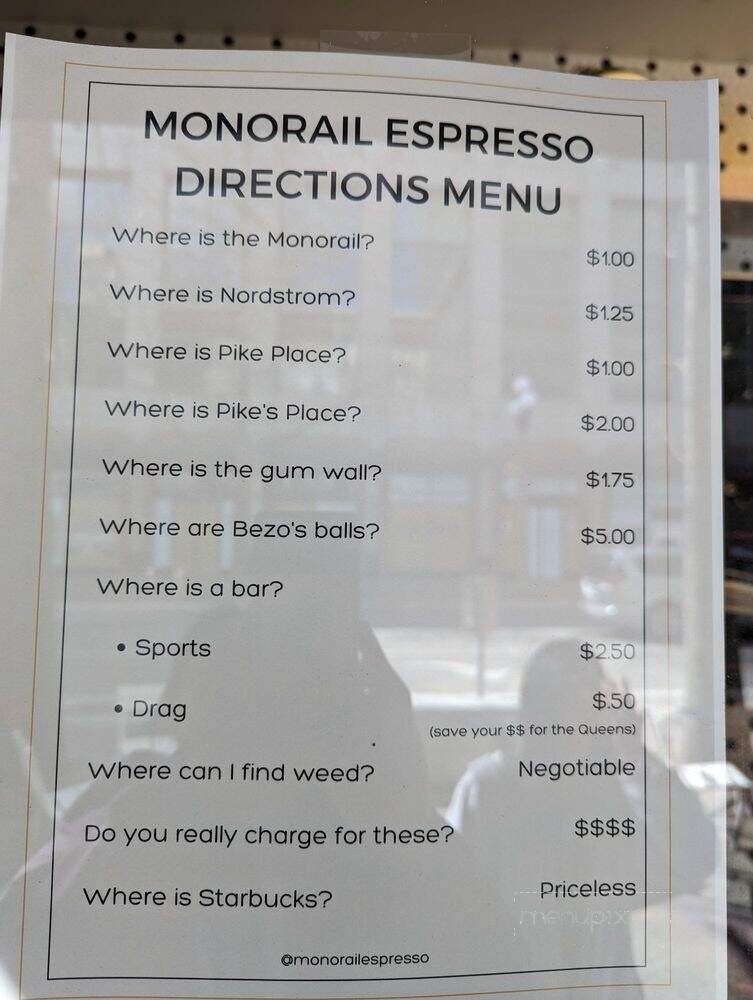 MONORAIL ESPRESSO
DIRECTIONS MENU
Where is the Monorail? $1.00
Where is Nordstrom? $1.25
Where is Pike Place? $1.00
Where is Pike's Place? $2.00
Where is the gum wall? $1.75
Where are Bezo's balls? $5.00
Where is a bar?
• Sports $2.50
• Drag $.50
(save your $$ for the Queens)
Where can I find weed? Negotiable
Do you really charge for these? $$$$
Where is Starbucks? Priceless
menupix
@monorailespresso